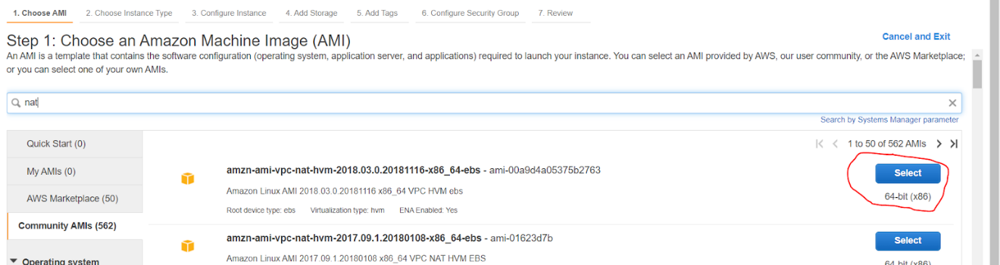 1. Choose AMI 2. Choose Instance Type 3. Configure Instance 4. Add Storage 5. Add Tags 6. Configure Security Group 7. Review
Step 1: Choose an Amazon Machine Image (AMI)
Cancel and Exit
An AMI is a template that contains the software configuration (operating system, application server, and applications) required to launch your instance. You can select an AMI provided by AWS, our user community, or the AWS Marketplace;
or you can select one of your own AMIs.
nat
Search by Systems Manager parameter
Quick Start (0)
My AMIs (0)
AWS Marketplace (50)
Community AMIs (562)
Operating system
1 to 50 of 562 AMIs
amzn-ami-vpc-nat-hvm-2018.03.0.20181116-x86_64-ebs - ami-00a9d4a05375b2763
Select
Amazon Linux AMI 2018.03.0.20181116 x86_64 VPC HVM ebs
64-bit (x86)
Root device type: ebs Virtualization type: hvm ENA Enabled: Yes
amzn-ami-vpc-nat-hvm-2017.09.1.20180108-x86_64-ebs - ami-01623d7b
Select
Amazon Linux AMI 2017.09.1.20180108 x86_64 VPC NAT HVM EBS
64-bit (x86)